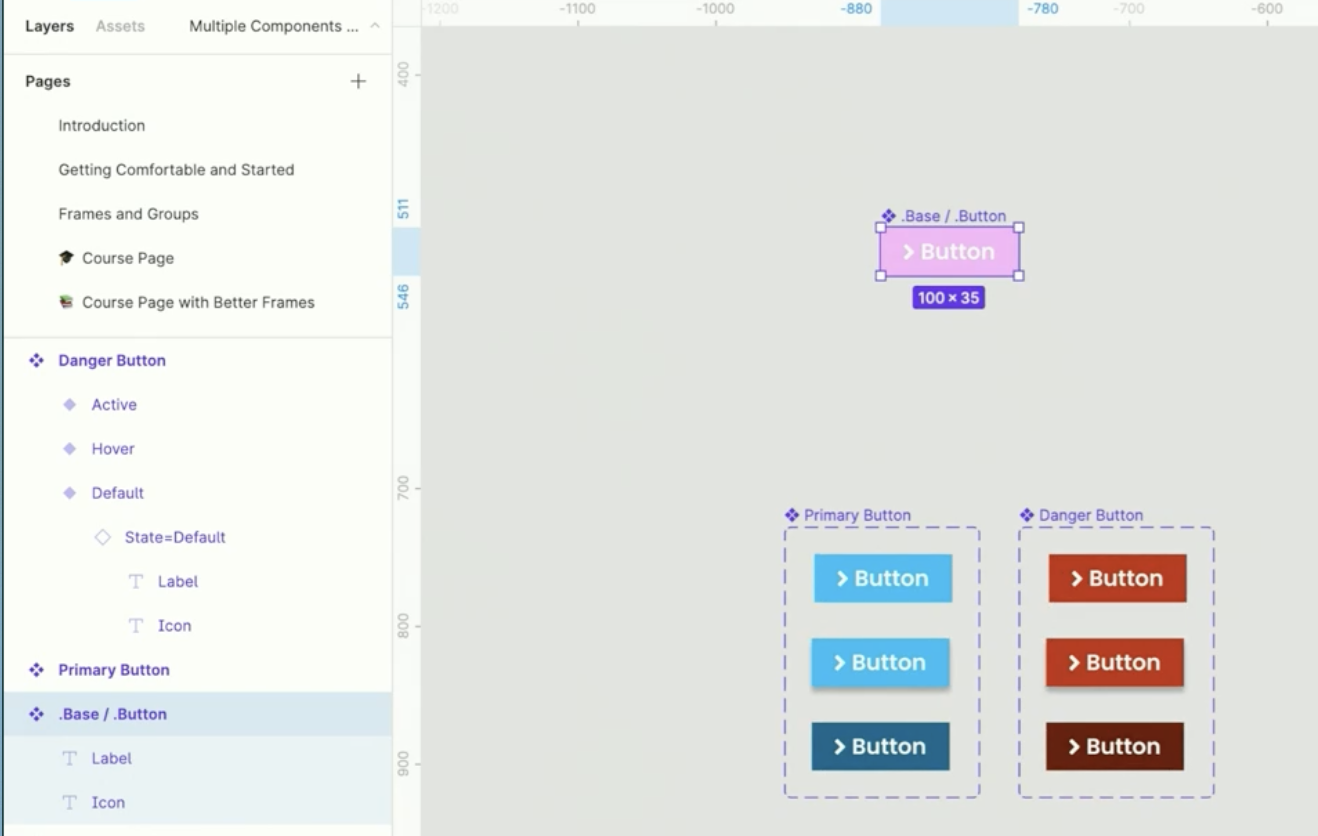 Layers Assets Multiple Components ...
Pages
Introduction
Getting Comfortable and Started
Frames and Groups
Course Page
Course Page with Better Frames
Danger Button
Active
Hover
Default
State=Default
Label
Icon
Primary Button
.Base / .Button
Label
Icon
-1200 -1100 -1000 -880 -780 -700 -600
400
511
546
700
800
900
.Base / .Button
Button
100 × 35
Primary Button
Button
Button
Button
Danger Button
Button
Button
Button